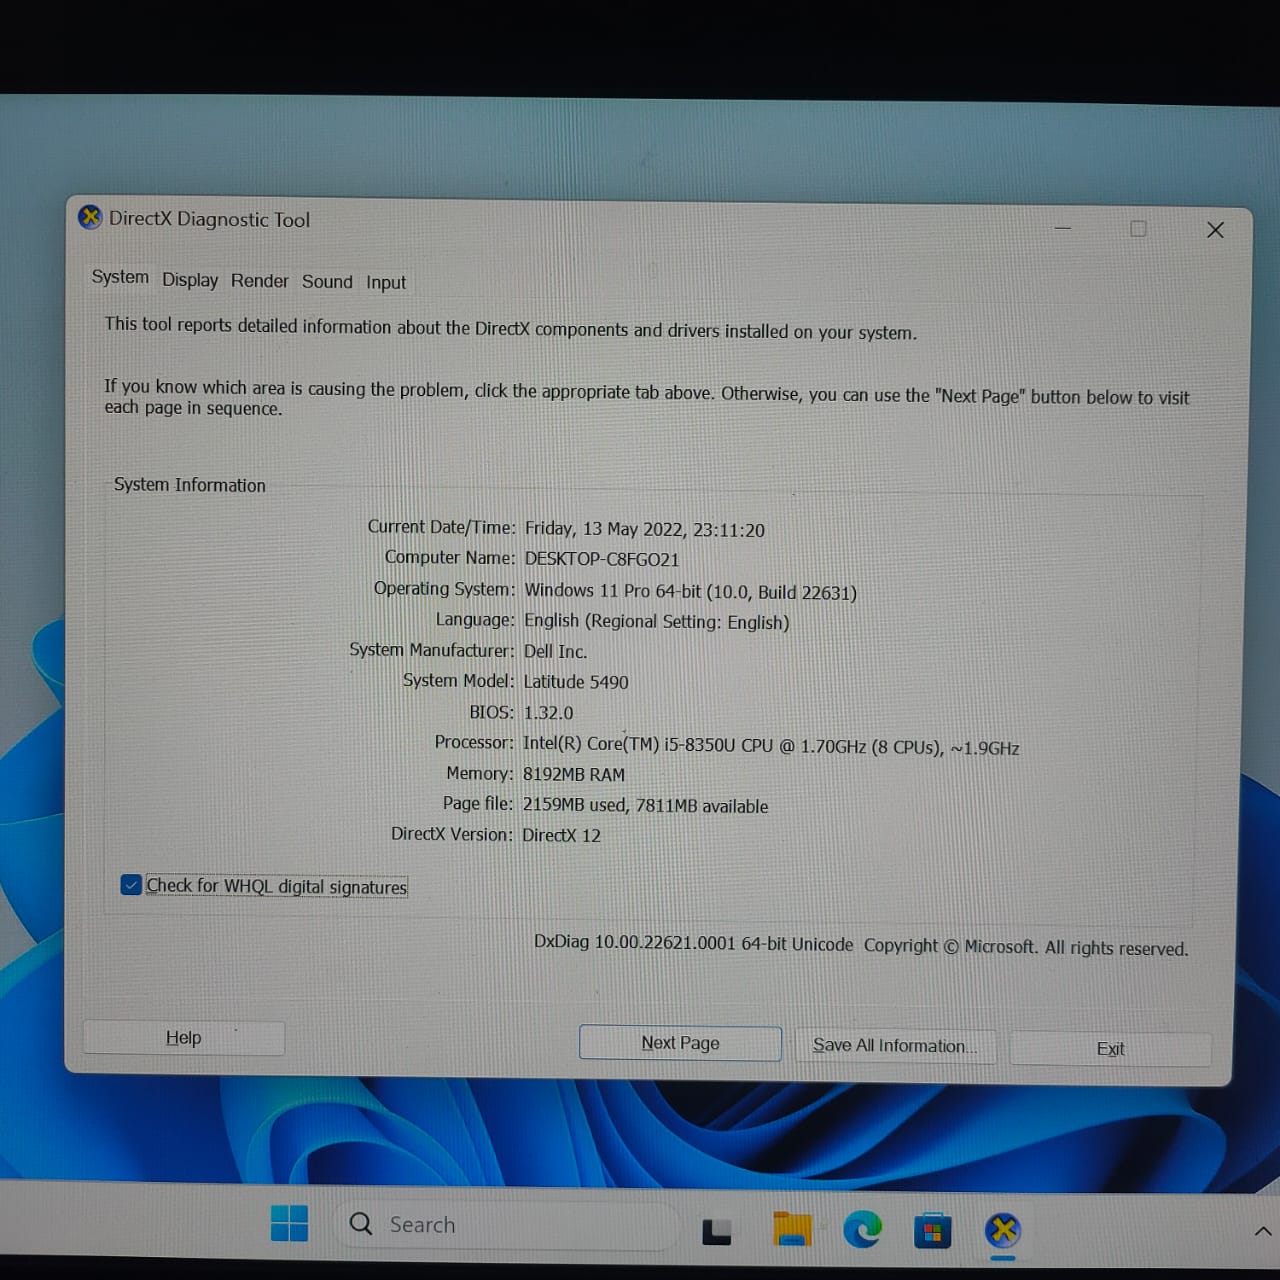 DirectX Diagnostic Tool
System Display Render Sound Input
This tool reports detailed information about the DirectX components and drivers installed on your system.
If you know which area is causing the problem, click the appropriate tab above. Otherwise, you can use the "Next Page" button below to visit
each page in sequence.
System Information
Current Date/Time: Friday, 13 May 2022, 23:11:20
Computer Name: DESKTOP-C8FGO21
Operating System: Windows 11 Pro 64-bit (10.0, Build 22631)
Language: English (Regional Setting: English)
System Manufacturer: Dell Inc.
System Model: Latitude 5490
BIOS: 1.32.0
Processor: Intel(R) Core(TM) i5-8350U CPU @ 1.70GHz (8 CPUs), ~1.9GHz
Memory: 8192MB RAM
Page file: 2159MB used, 7811MB available
DirectX Version: DirectX 12
Check for WHQL digital signatures
DxDiag 10.00.22621.0001 64-bit Unicode Copyright © Microsoft. All rights reserved.
Help Next Page Save All Information... Exit
Search